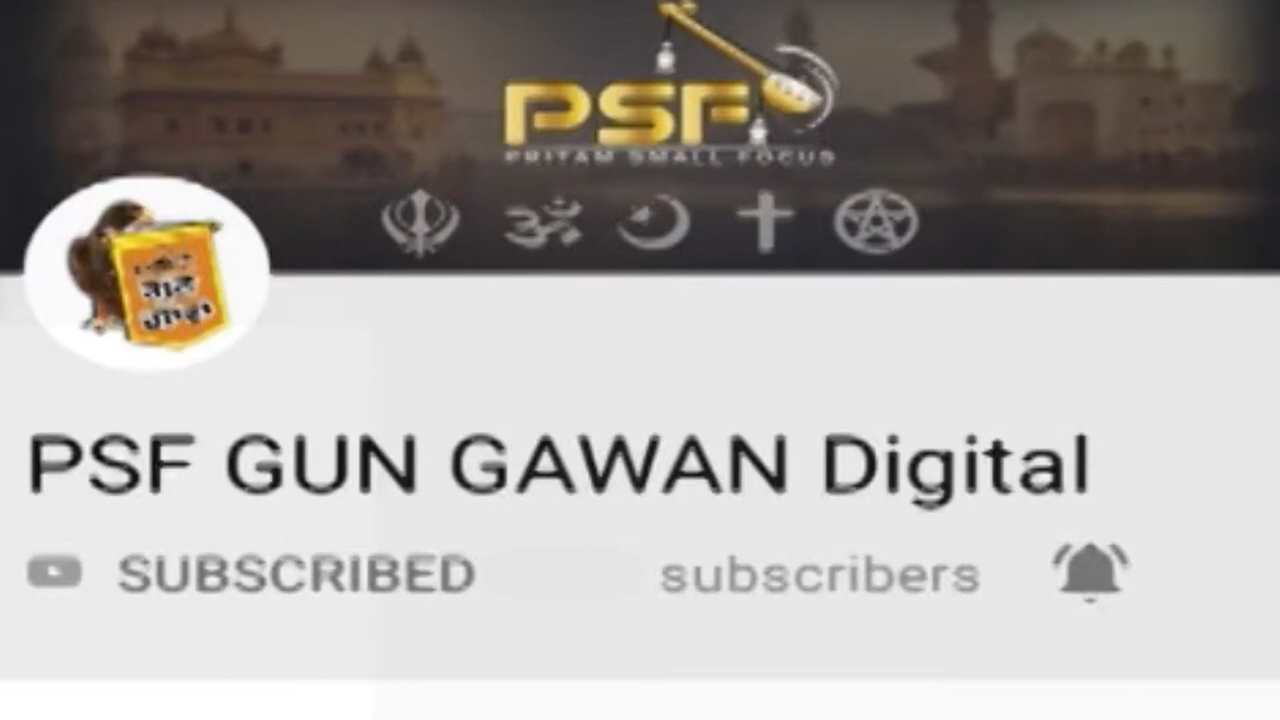 PSF
PRITAM SMALL FOCUS
PSF GUN GAWAN Digital
SUBSCRIBED subscribers